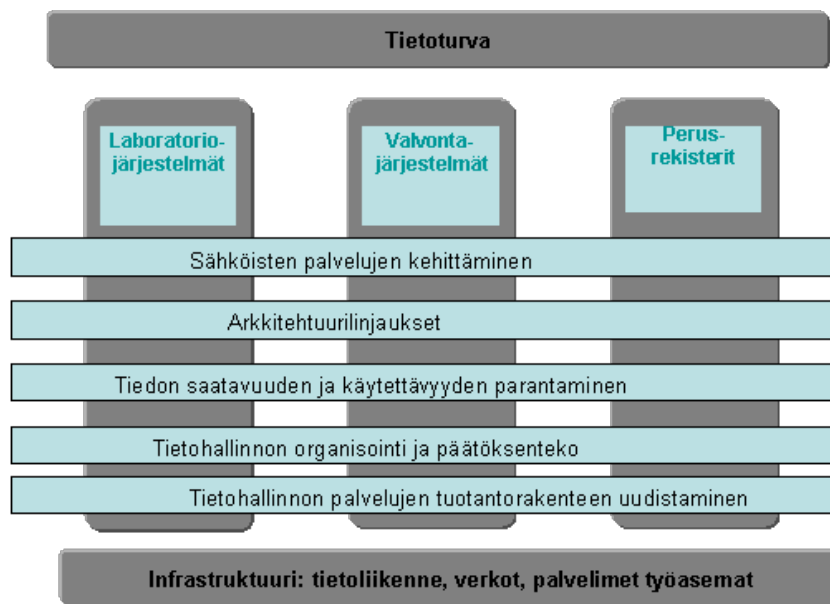 Tietoturva
Laboratorio-
järjestelmät
Valvonta-
järjestelmät
Perus-
rekisterit
Sähköisten palvelujen kehittäminen
Arkkitehtuurilinjaukset
Tiedon saatavuuden ja käytettävyyden parantaminen
Tietohallinnon organisointi ja päätöksenteko
Tietohallinnon palvelujen tuotantorakenteen uudistaminen
Infrastruktuuri: tietoliikenne, verkot, palvelimet työasemat